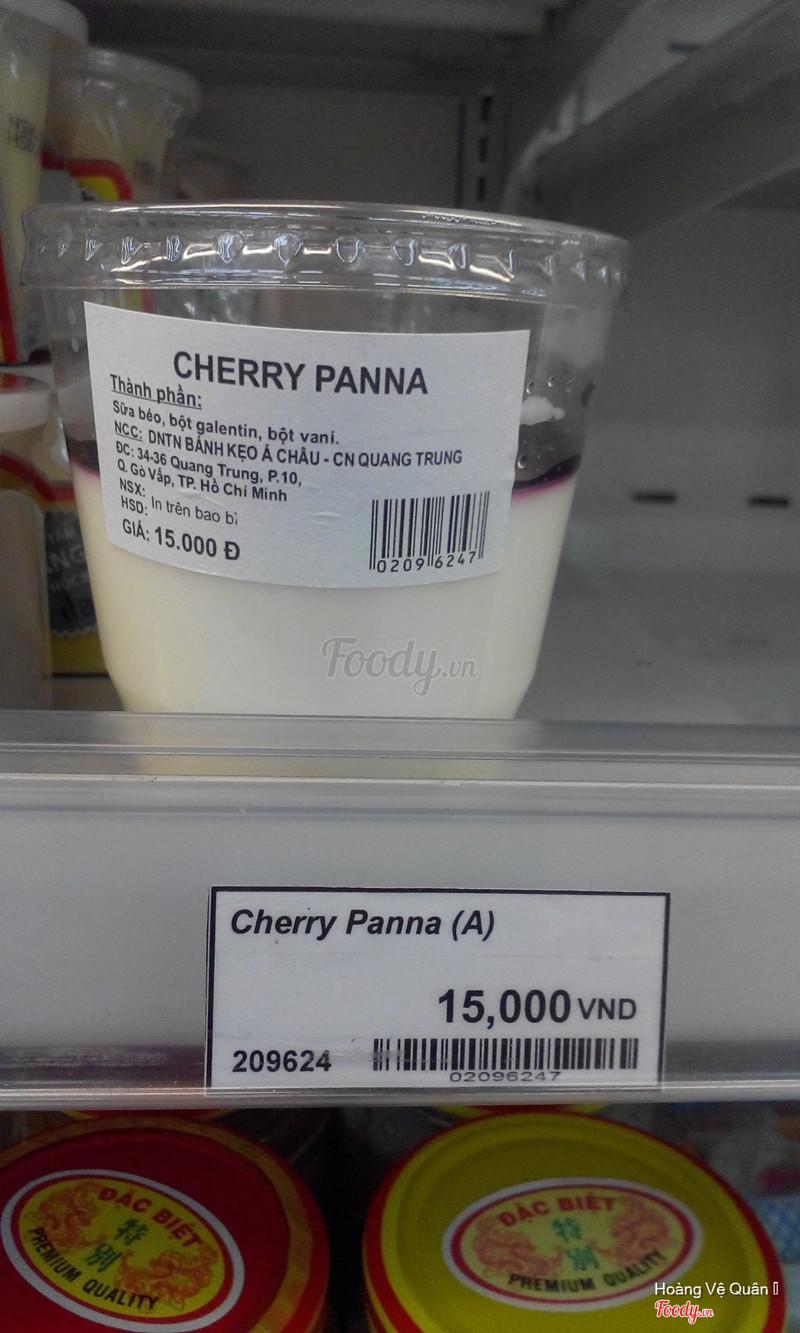 CHERRY PANNA
Thành phần:
Sữa béo, bột galentin, bột vani.
NCC: DNTN BÁNH KẸO Á CHÂU - CN QUANG TRUNG
ĐC: 34-36 Quang Trung, P.10,
Q. Gò Vấp, TP. Hồ Chí Minh
NSX:
HSD: In trên bao bì
GIÁ: 15.000 Đ
02096247
Foody.vn
Cherry Panna (A)
15,000 VND
209624
02096247
ĐẶC BIỆT
特別
PREMIUM QUALITY
ĐẶC BIỆT
特別
PREMIUM QUALITY
Hoàng Vệ Quân
Foody.vn